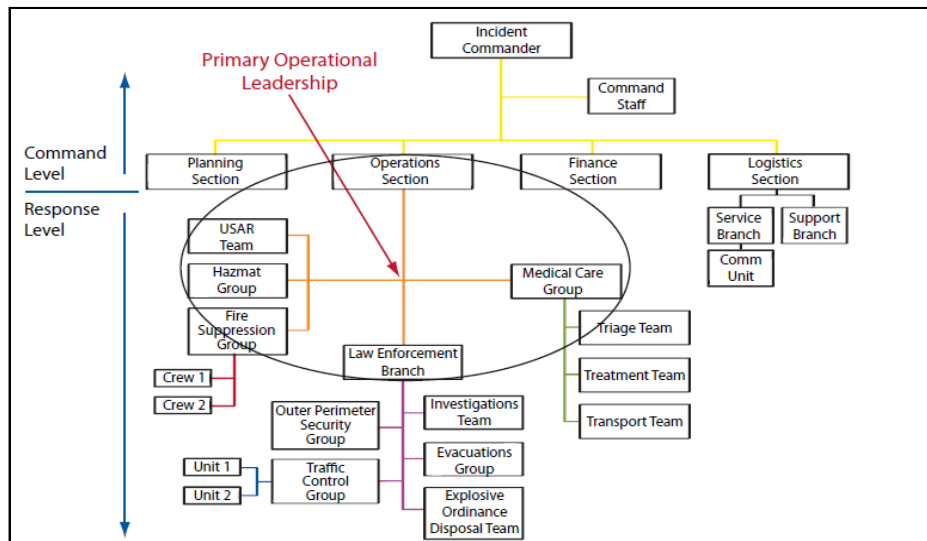 Incident
Commander
Primary Operational
Leadership
Command
Staff
Command
Level
Planning
Section
Operations
Section
Finance
Section
Logistics
Section
Response
Level
USAR
Team
Service
Branch
Support
Branch
Hazmat
Group
Medical Care
Group
Comm
Unit
Fire
Suppression
Group
Triage Team
Law Enforcement
Branch
Crew 1
Treatment Team
Crew 2
Outer Perimeter
Security
Group
Investigations
Team
Transport Team
Unit 1
Unit 2
Traffic
Control
Group
Evacuations
Group
Explosive
Ordinance
Disposal Team